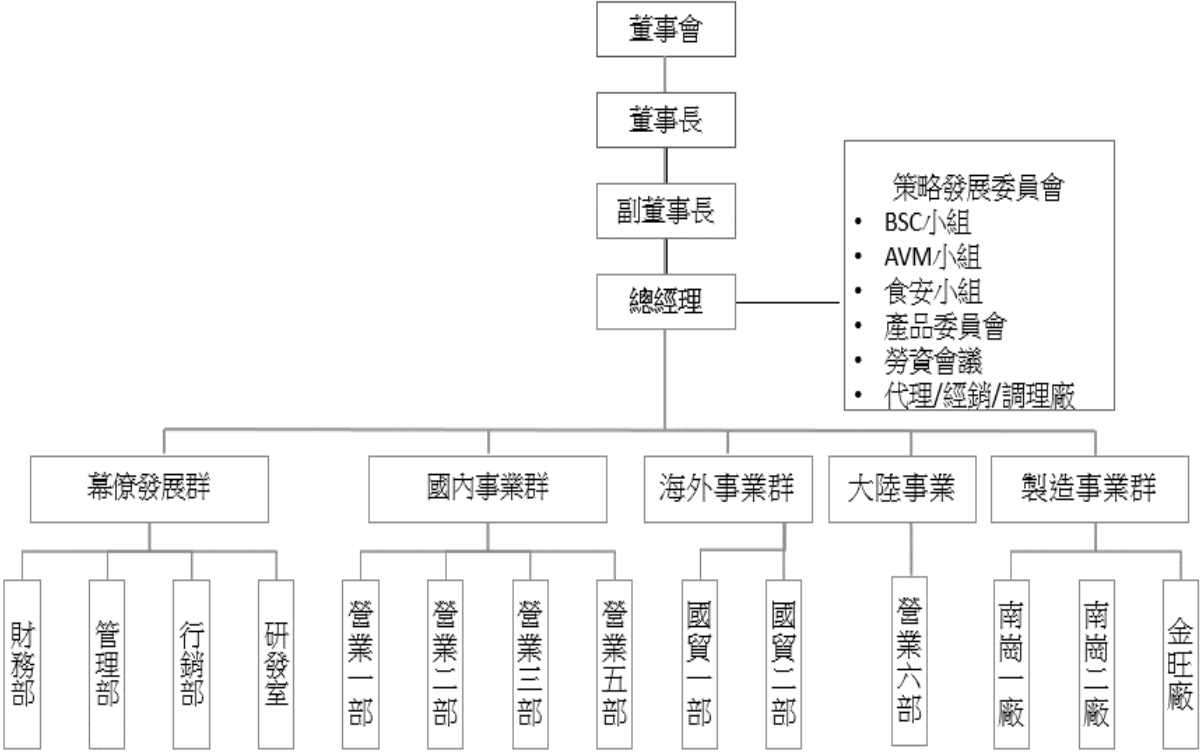 董事會
董事長
副董事長
總經理
策略發展委員會
• BSC小組
• AVM小組
• 食安小組
• 產品委員會
• 勞資會議
• 代理/經銷/調理廠
幕僚發展群
國內事業群
海外事業群
大陸事業
製造事業群
財務部
管理部
行銷部
研發室
營業一部
營業二部
營業三部
營業五部
國貿一部
國貿二部
營業六部
南崗一廠
南崗二廠
金旺廠